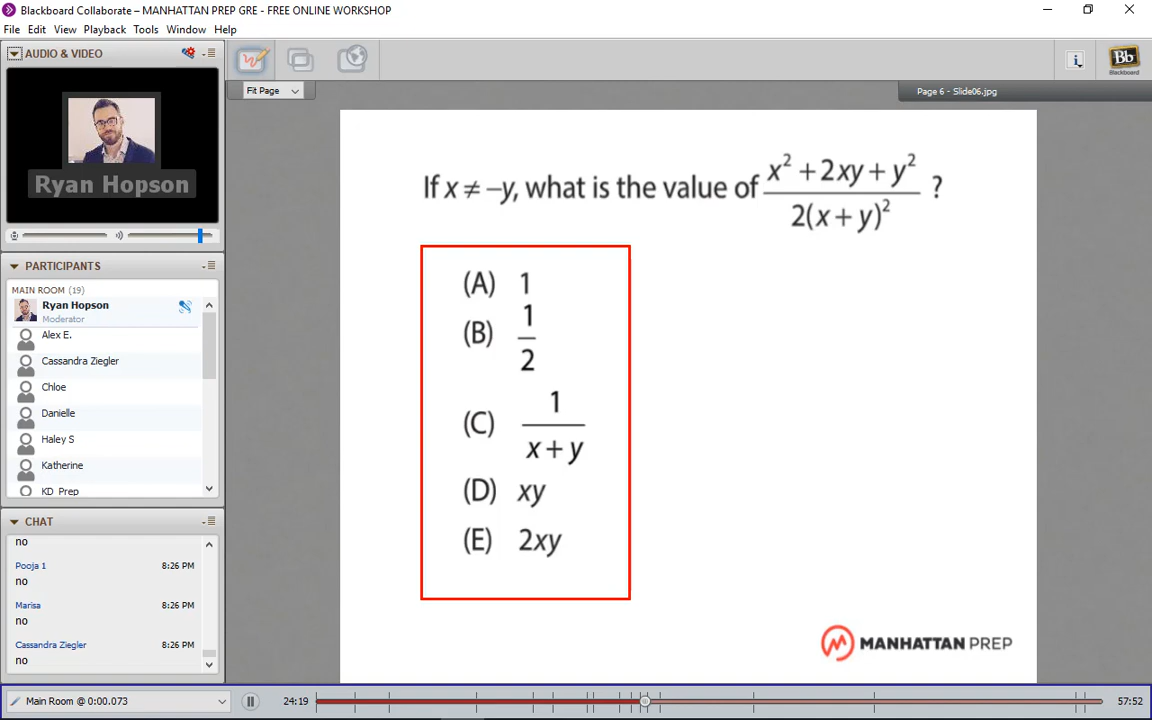 Blackboard Collaborate – MANHATTAN PREP GRE - FREE ONLINE WORKSHOP
File Edit View Playback Tools Window Help
AUDIO & VIDEO
Ryan Hopson
PARTICIPANTS
MAIN ROOM (19)
Ryan Hopson
Moderator
Alex E.
Cassandra Ziegler
Chloe
Danielle
Haley S
Katherine
KD Prep
CHAT
no
Pooja 1 8:26 PM
no
Marisa 8:26 PM
no
Cassandra Ziegler 8:26 PM
no
Fit Page
i
Bb
Blackboard
Page 6 - Slide06.jpg
If x ≠ –y, what is the value of (x² + 2xy + y²) / 2(x + y)² ?
(A) 1
(B) 1/2
(C) 1/(x + y)
(D) xy
(E) 2xy
MANHATTAN PREP
Main Room @ 0:00.073
24:19
57:52